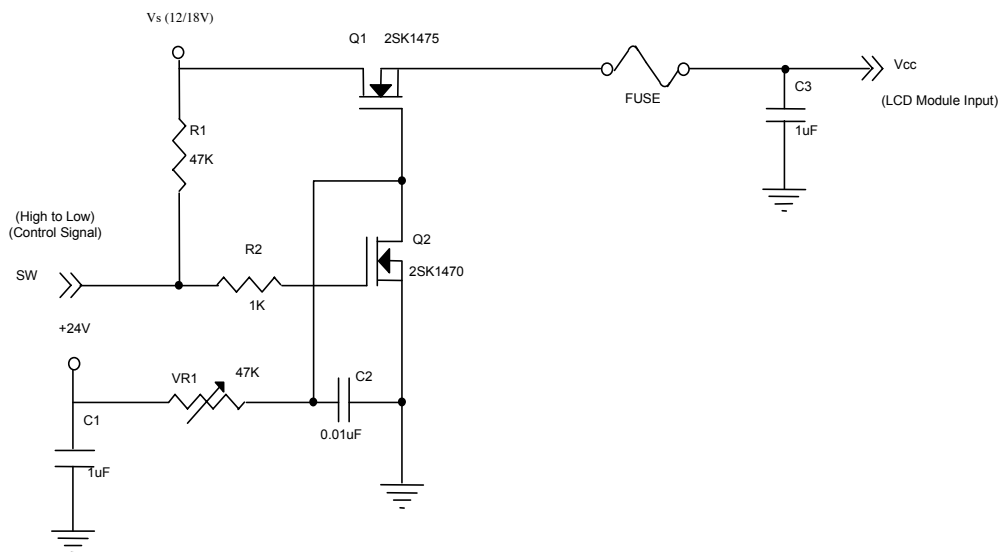 Vs (12/18V)
Q1 2SK1475
Vcc
FUSE
C3
(LCD Module Input)
1uF
R1
47K
(High to Low)
(Control Signal)
R2
Q2
SW
2SK1470
1K
+24V
VR1
47K
C2
C1
0.01uF
1uF